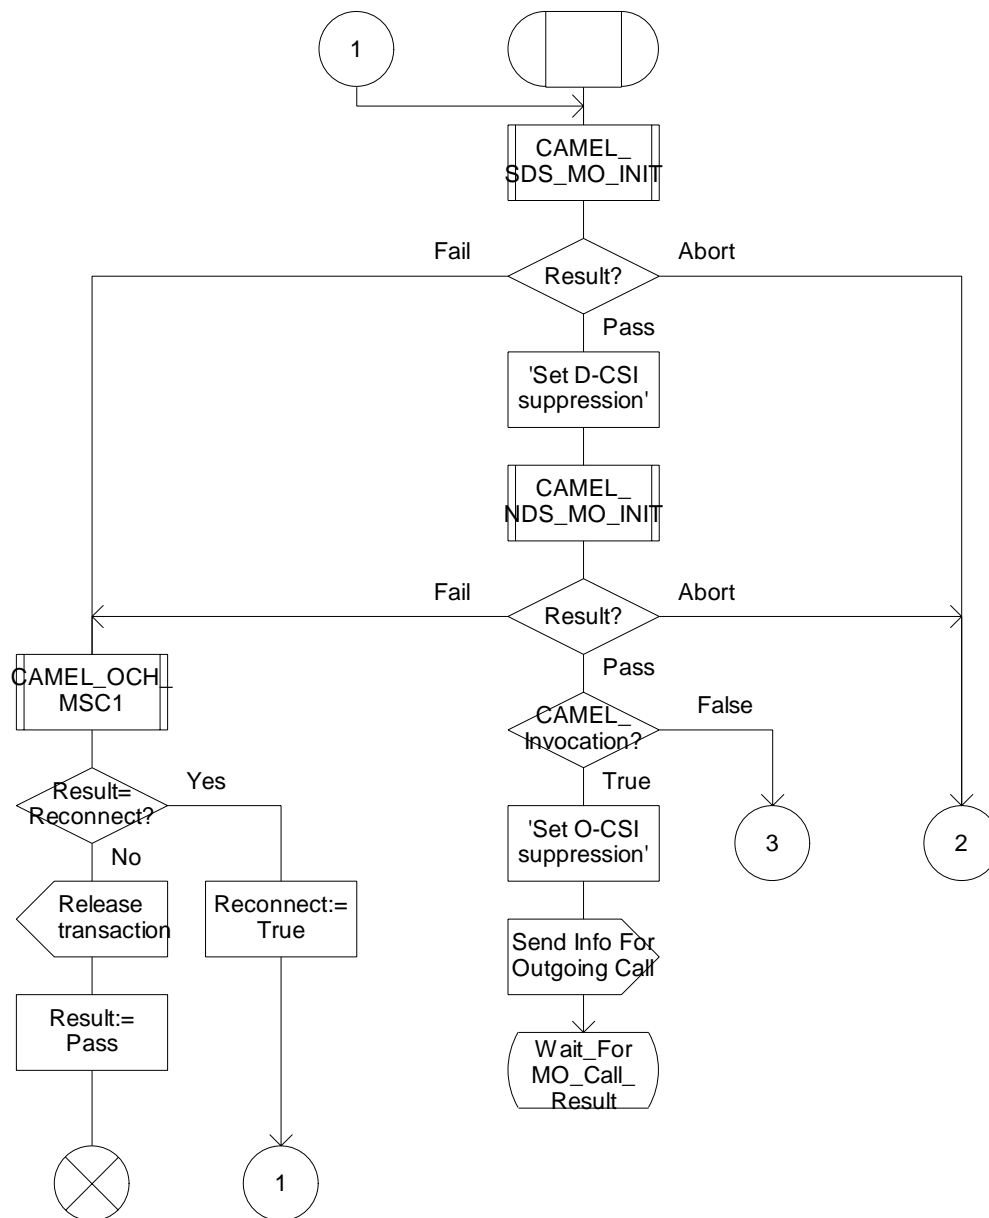 1
CAMEL_
SDS_MO_INIT
Fail
Abort
Result?
Pass
'Set D-CSI
suppression'
CAMEL_
NDS_MO_INIT
Fail
Abort
Result?
Pass
CAMEL_OCH_
MSC1
CAMEL_
Invocation?
False
True
Result=
Reconnect?
Yes
No
'Set O-CSI
suppression'
3
2
Release
transaction
Reconnect:=
True
Send Info For
Outgoing Call
Result:=
Pass
Wait_For
MO_Call_
Result
1